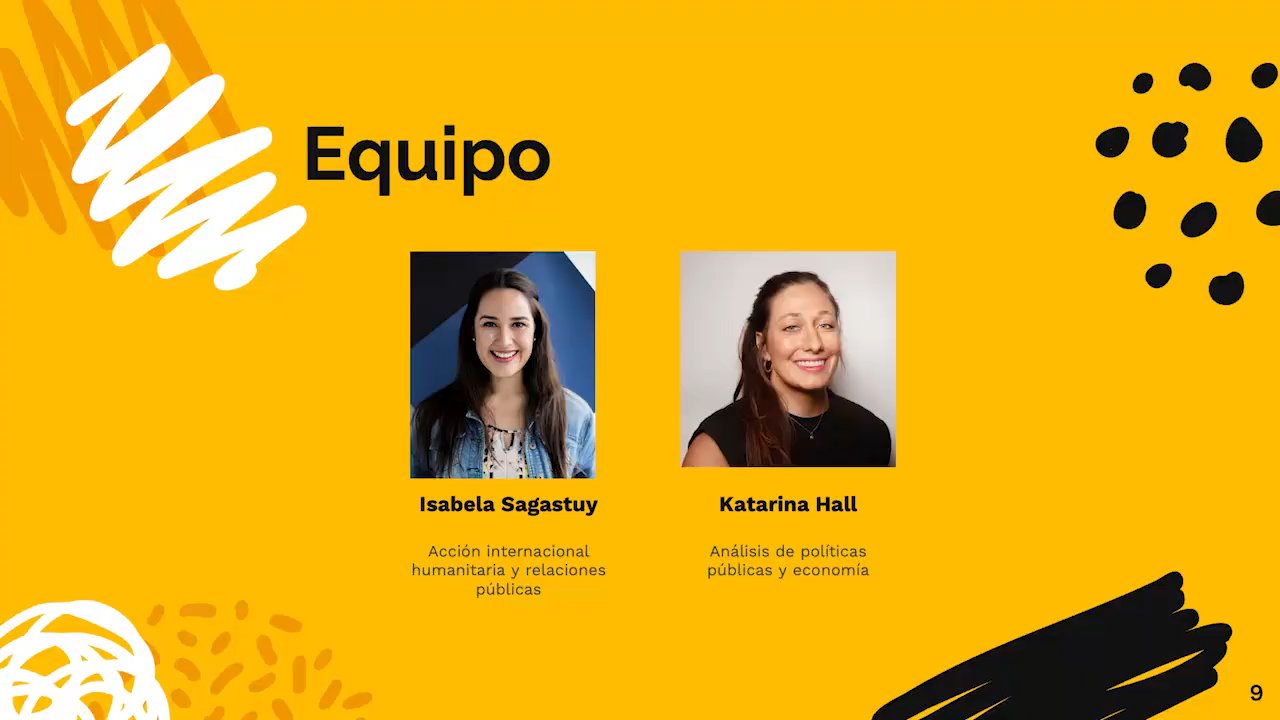 Equipo
Isabela Sagastuy
Acción internacional
humanitaria y relaciones
públicas
Katarina Hall
Análisis de políticas
públicas y economía
9